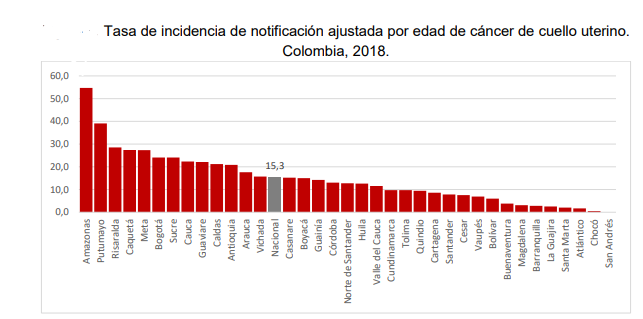 Tasa de incidencia de notificación ajustada por edad de cáncer de cuello uterino.
Colombia, 2018.
60,0
50,0
40,0
30,0
20,0
10,0
0,0
15,3
Amazonas
Putumayo
Risaralda
Caquetá
Meta
Bogotá
Sucre
Cauca
Guaviare
Caldas
Antioquia
Arauca
Vichada
Nacional
Casanare
Boyacá
Guainía
Córdoba
Norte de Santander
Huila
Valle del Cauca
Cundinamarca
Tolima
Quindio
Cartagena
Santander
Cesar
Vaupés
Bolívar
Buenaventura
Magdalena
Barranquilla
La Guajira
Santa Marta
Atlántico
Chocó
San Andrés